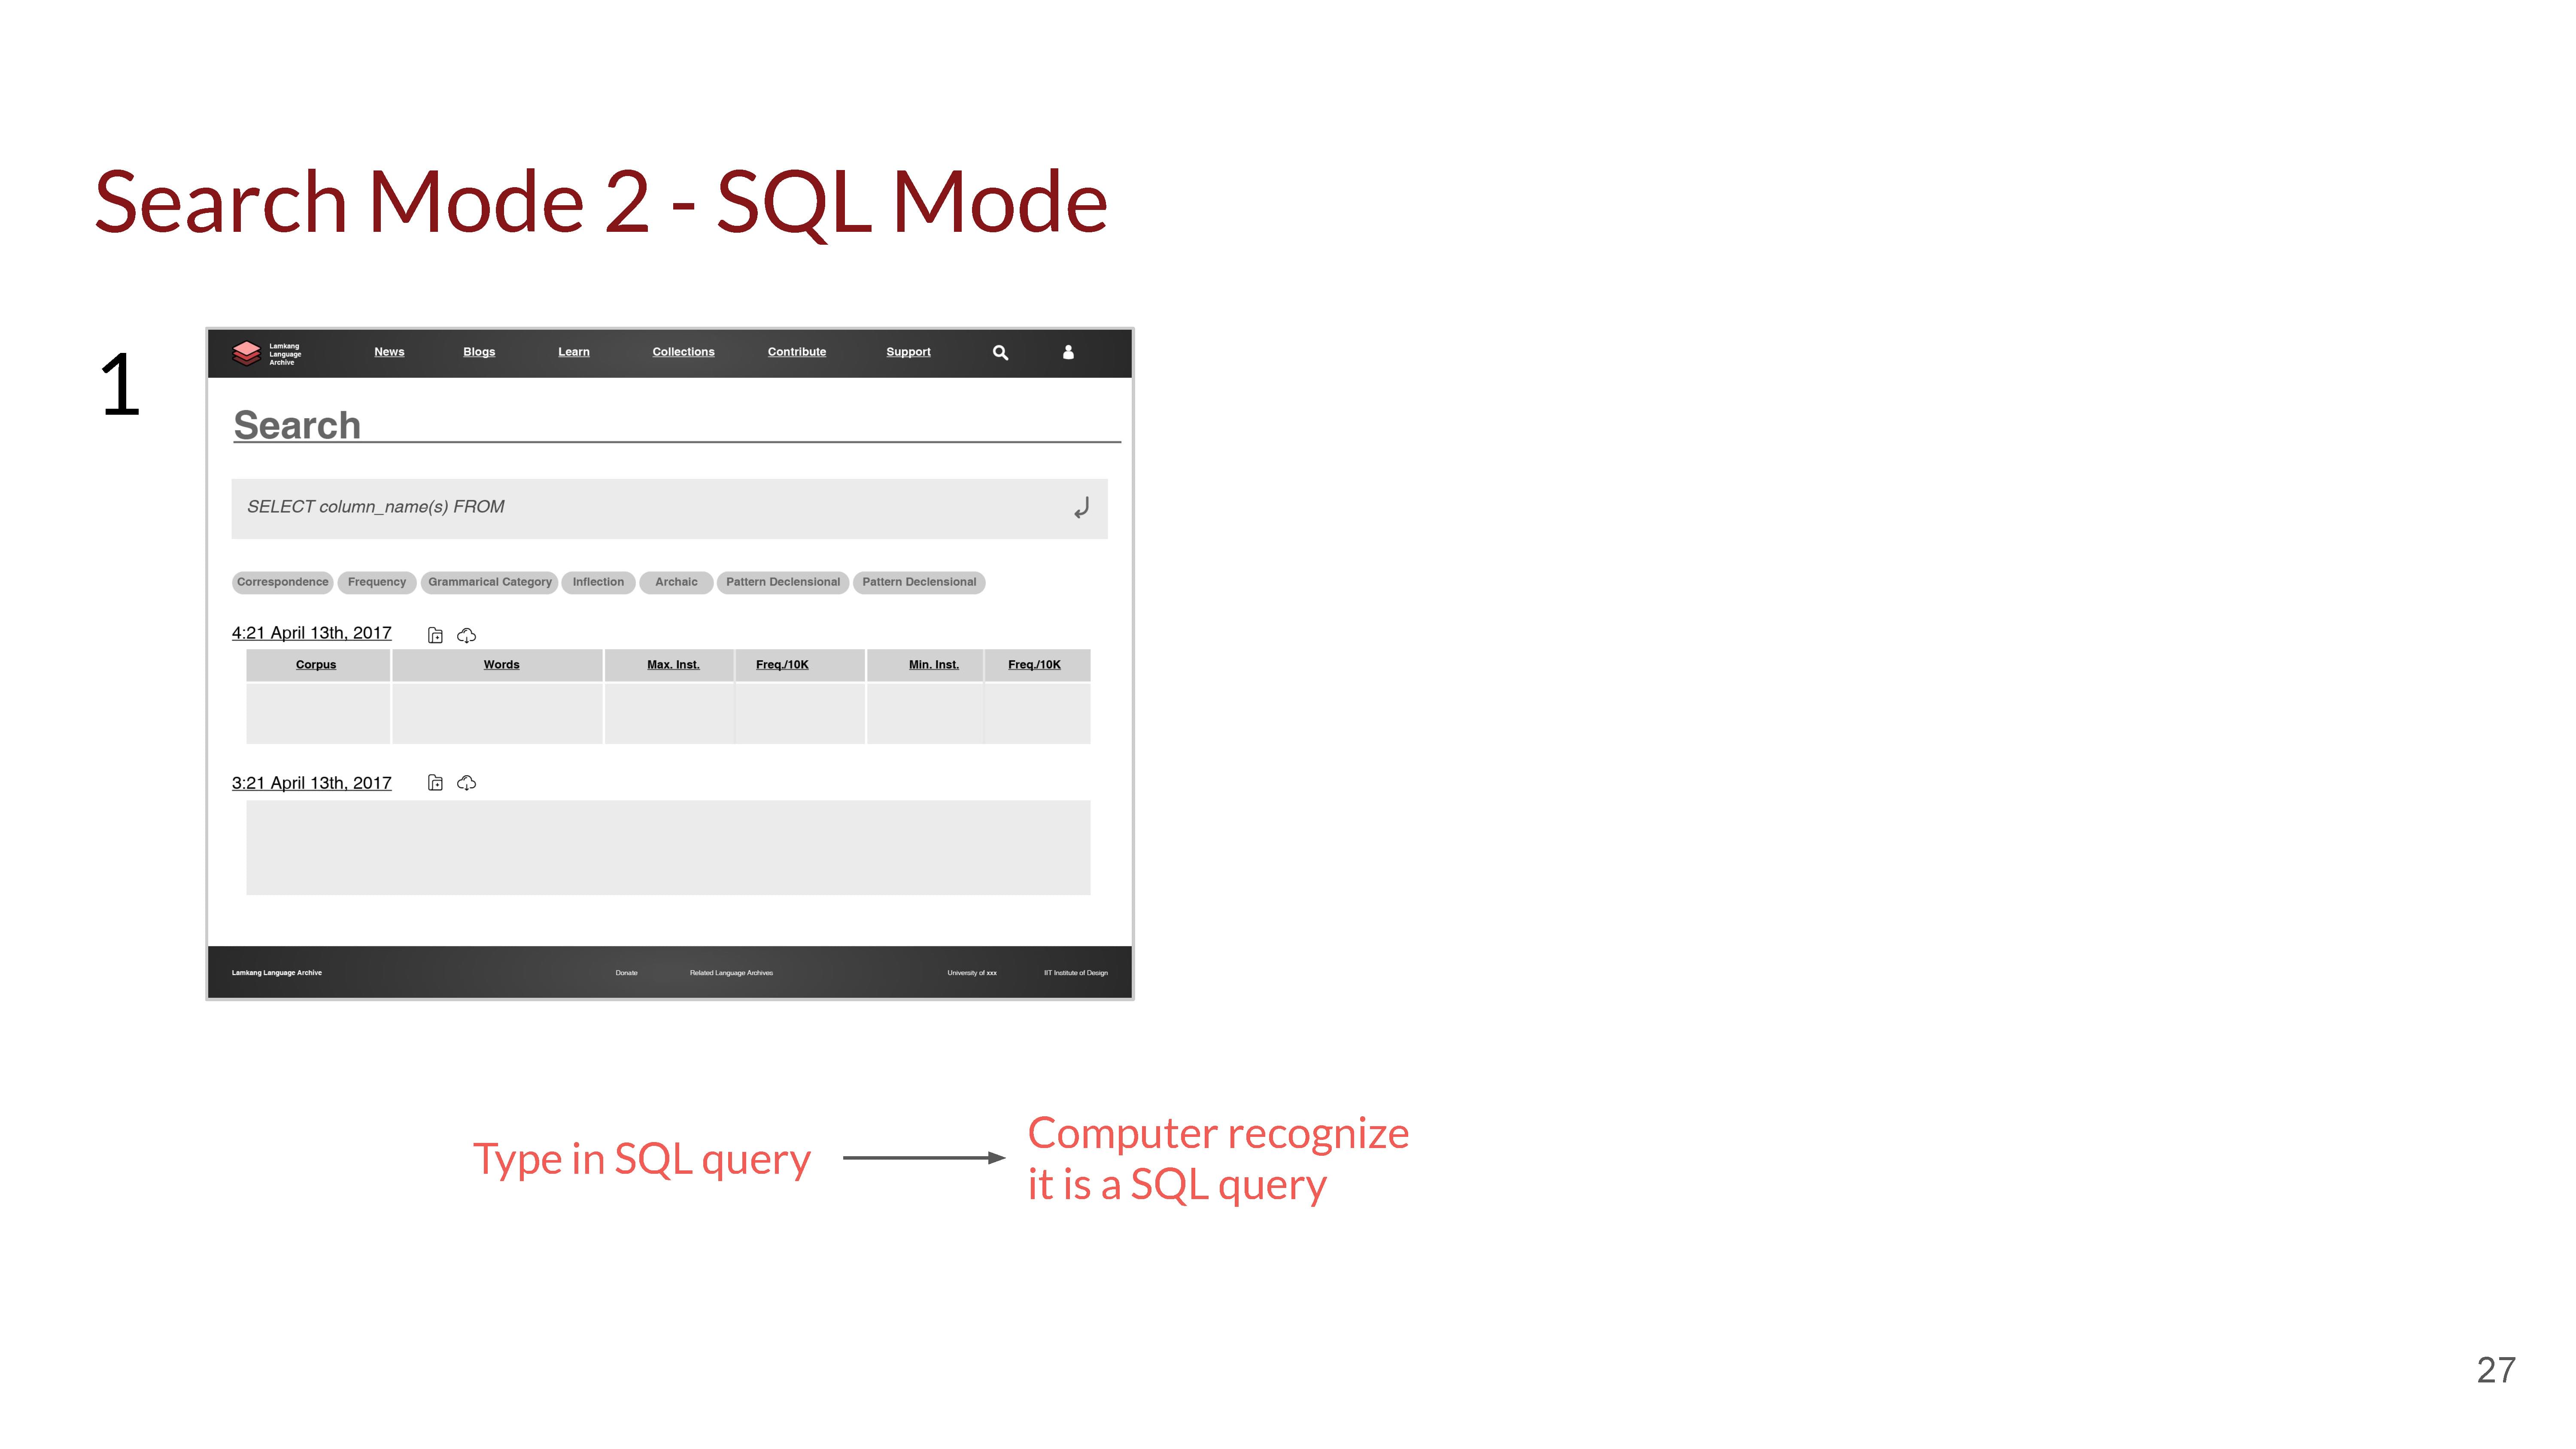 Search Mode 2 - SQL Mode
1
Lamkang
Language
Archive
News Blogs Learn Collections Contribute Support
Search
SELECT column_name(s) FROM
Correspondence Frequency Grammarical Category Inflection Archaic Pattern Declensional Pattern Declensional
4:21 April 13th, 2017
Corpus Words Max. Inst. Freq./10K Min. Inst. Freq./10K
3:21 April 13th, 2017
Lamkang Language Archive Donate Related Language Archives University of xxx IIT Institute of Design
Type in SQL query
Computer recognize
it is a SQL query
27